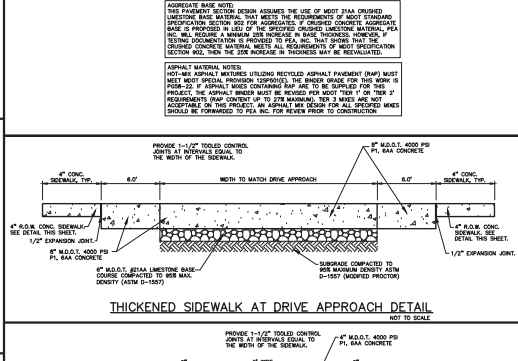 AGGREGATE BASE NOTE:
THIS PAVEMENT SECTION DESIGN ASSUMES THE USE OF MDOT 21AA CRUSHED
LIMESTONE BASE MATERIAL THAT MEETS THE REQUIREMENTS OF MDOT STANDARD
SPECIFICATION SECTION 902 FOR AGGREGATES. IF CRUSHED CONCRETE AGGREGATE
BASE IS PROPOSED IN LIEU OF THE SPECIFIED CRUSHED LIMESTONE MATERIAL, PEA
INC. WILL REQUIRE A MINIMUM 25% INCREASE IN BASE THICKNESS. HOWEVER, IF
TESTING DOCUMENTATION IS PROVIDED TO PEA, INC. THAT SHOWS THAT THE
CRUSHED CONCRETE MATERIAL MEETS ALL REQUIREMENTS OF MDOT SPECIFICATION
SECTION 902, THEN THE 25% INCREASE IN THICKNESS MAY BE REEVALUATED.
ASPHALT MATERIAL NOTES:
HOT-MIX ASPHALT MIXTURES UTILIZING RECYCLED ASPHALT PAVEMENT (RAP) MUST
MEET MDOT SPECIAL PROVISION 12SP501(E). THE BINDER GRADE FOR THIS WORK IS
PG58-22. IF ASPHALT MIXES CONTAINING RAP ARE TO BE SUPPLIED FOR THIS
PROJECT, THE ASPHALT BINDER MUST BE REVISED PER MDOT 'TIER 1' OR 'TIER 2'
REQUIREMENTS (RAP CONTENT UP TO 27% MAXIMUM). TER 3 MIXES ARE NOT
ACCEPTABLE ON THIS PROJECT. AN ASPHALT MIX DESIGN FOR ALL SPECIFIED MIXES
SHOULD BE FORWARDED TO PEA INC. FOR REVIEW PRIOR TO CONSTRUCTION
PROVIDE 1-1/2" TOOLED CONTROL
JOINTS AT INTERVALS EQUAL TO
THE WIDTH OF THE SIDEWALK.
8" M.D.O.T. 4000 PSI
P1, 6AA CONCRETE
4" CONC.
SIDEWALK, TYP.
6.0'
WIDTH TO MATCH DRIVE APPROACH
6.0'
4" CONC.
SIDEWALK, TYP.
4" R.O.W. CONC. SIDEWALK.
SEE DETAIL THIS SHEET.
1/2" EXPANSION JOINT.
8" M.D.O.T. 4000 PSI
P1, 6AA CONCRETE
6" M.D.O.T. #21AA LIMESTONE BASE
COURSE COMPACTED TO 95% MAX.
DENSITY (ASTM D-1557)
SUBGRADE COMPACTED TO
95% MAXIMUM DENSITY ASTM
D-1557 (MODIFIED PROCTOR)
4" R.O.W. CONC.
SIDEWALK. SEE
DETAIL THIS SHEET.
1/2" EXPANSION JOINT.
THICKENED SIDEWALK AT DRIVE APPROACH DETAIL
NOT TO SCALE
PROVIDE 1-1/2" TOOLED CONTROL
JOINTS AT INTERVALS EQUAL TO
THE WIDTH OF THE SIDEWALK.
4" M.D.O.T. 4000 PSI
P1, 6AA CONCRETE